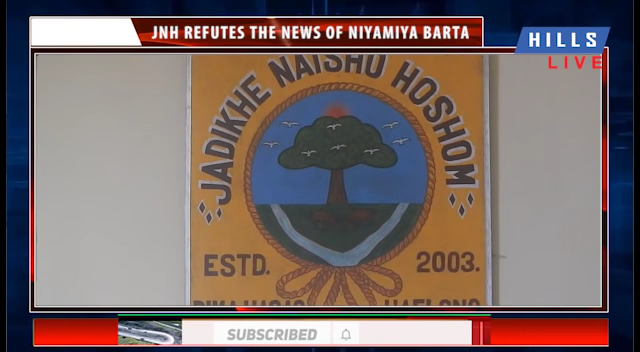 JNH REFUTES THE NEWS OF NIYAMIYA BARTA
HILLS
LIVE
JADIKHE NAISHO HOSHOM
ESTD. 2003.
SUBSCRIBED